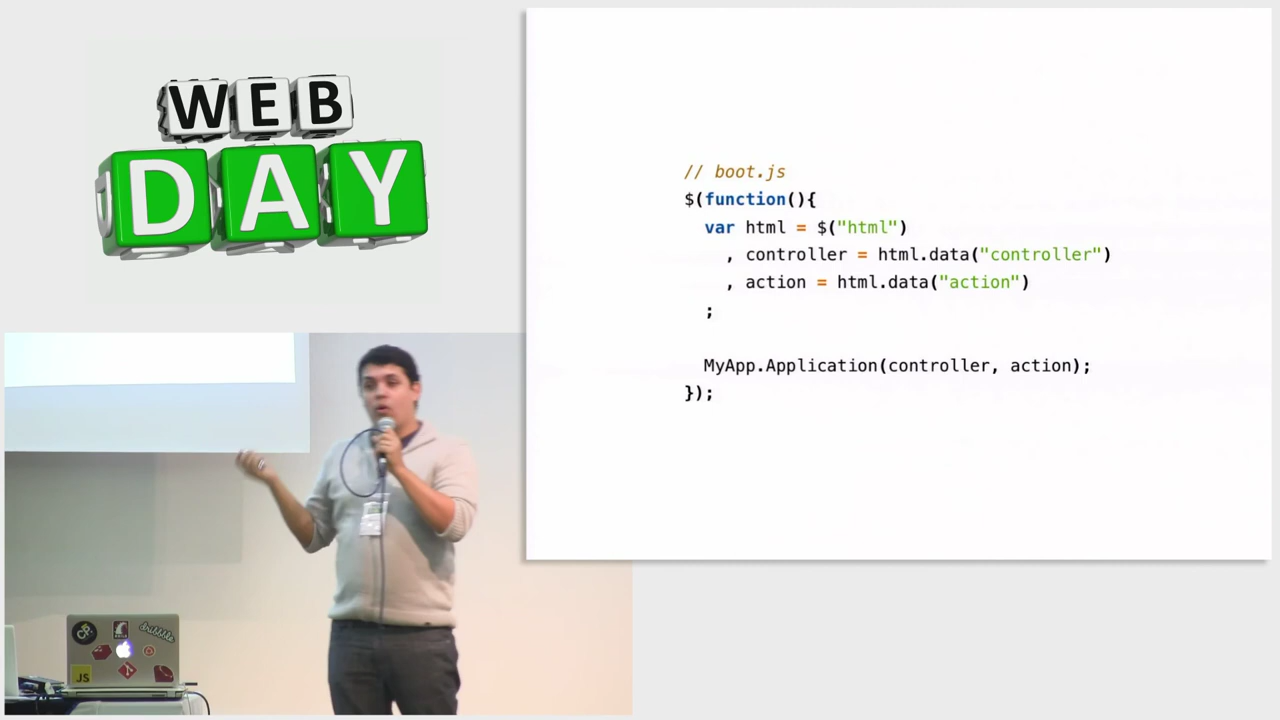 WEB
DAY
// boot.js
$(function(){
  var html = $("html")
    , controller = html.data("controller")
    , action = html.data("action")
  ;

  MyApp.Application(controller, action);
});
dribbble
JS